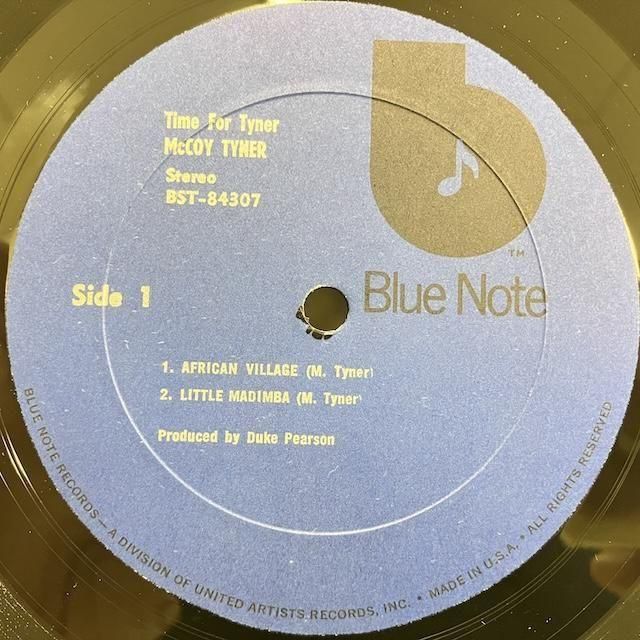 Time For Tyner
McCOY TYNER
Stereo
BST-84307
TM
Blue Note
Side 1
1. AFRICAN VILLAGE (M. Tyner)
2. LITTLE MADIMBA (M. Tyner)
Produced by Duke Pearson
BLUE NOTE RECORDS — A DIVISION OF UNITED ARTISTS RECORDS, INC. • MADE IN U.S.A. • ALL RIGHTS RESERVED